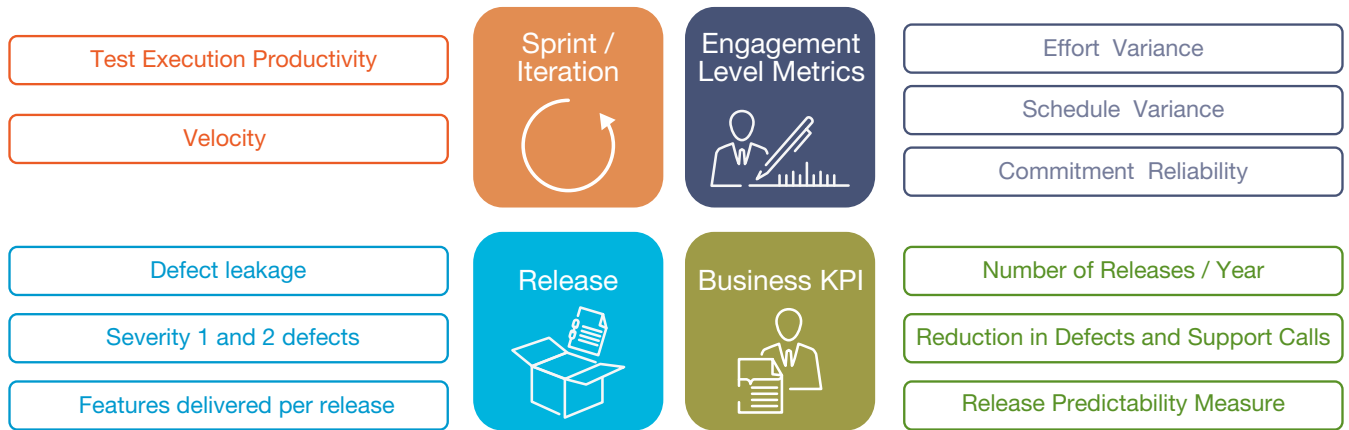 Test Execution Productivity
Velocity
Sprint /
Iteration
Engagement
Level Metrics
Effort Variance
Schedule Variance
Commitment Reliability
Defect leakage
Severity 1 and 2 defects
Features delivered per release
Release
Business KPI
Number of Releases / Year
Reduction in Defects and Support Calls
Release Predictability Measure